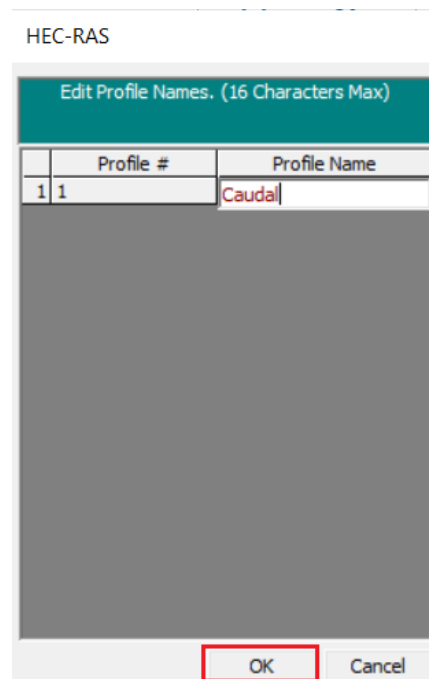 HEC-RAS
Edit Profile Names. (16 Characters Max)
Profile # Profile Name
1 1 Caudal
OK Cancel